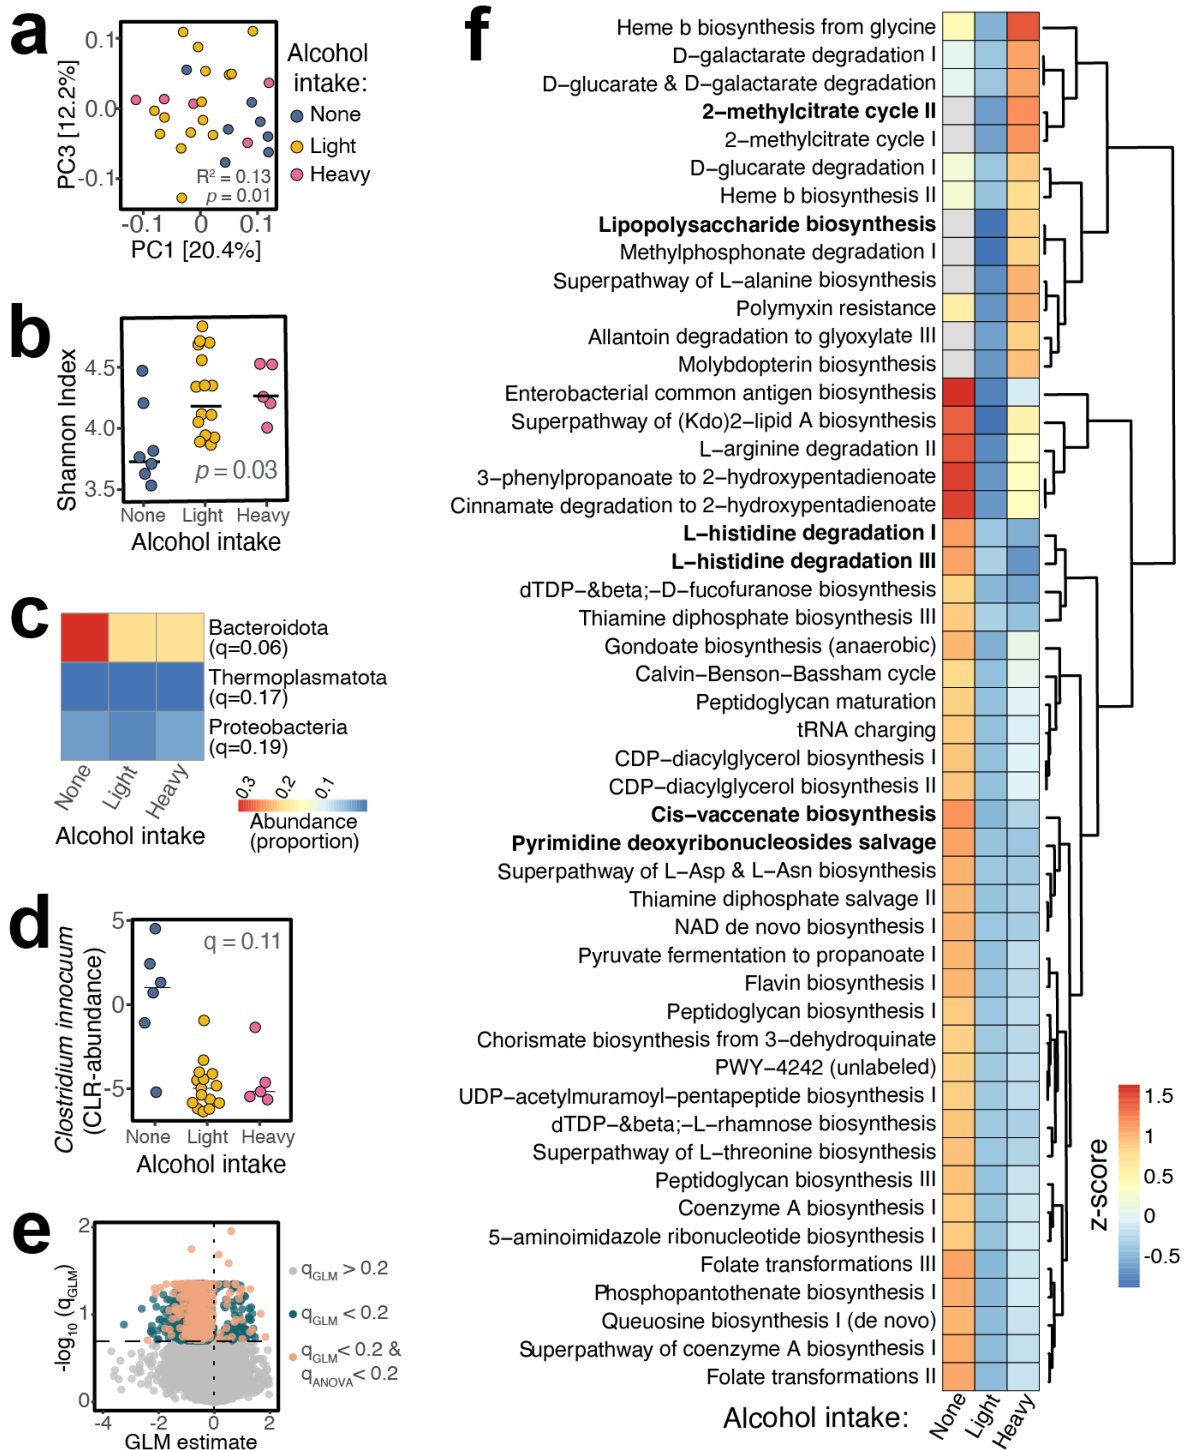 a
0.1
0.0
-0.1
PC3 [12.2%]
R² = 0.13
p = 0.01
-0.1
0
0.1
PC1 [20.4%]
Alcohol
intake:
None
Light
Heavy
b
4.5
4.0
3.5
Shannon Index
p = 0.03
None
Light
Heavy
Alcohol intake
c
Bacteroidota
(q=0.06)
Thermoplasmatota
(q=0.17)
Proteobacteria
(q=0.19)
None
Light
Heavy
Alcohol intake
0.3
0.2
0.1
Abundance
(proportion)
d
5
0
-5
Clostridium innocuum
(CLR-abundance)
q = 0.11
None
Light
Heavy
Alcohol intake
e
2
1
0
-log₁₀ (qGLM)
-4
-2
0
2
GLM estimate
qGLM > 0.2
qGLM < 0.2
qGLM < 0.2 &
qANOVA < 0.2
f
Heme b biosynthesis from glycine
D−galactarate degradation I
D−glucarate & D−galactarate degradation
2−methylcitrate cycle II
2−methylcitrate cycle I
D−glucarate degradation I
Heme b biosynthesis II
Lipopolysaccharide biosynthesis
Methylphosphonate degradation I
Superpathway of L−alanine biosynthesis
Polymyxin resistance
Allantoin degradation to glyoxylate III
Molybdopterin biosynthesis
Enterobacterial common antigen biosynthesis
Superpathway of (Kdo)2−lipid A biosynthesis
L−arginine degradation II
3−phenylpropanoate to 2−hydroxypentadienoate
Cinnamate degradation to 2−hydroxypentadienoate
L−histidine degradation I
L−histidine degradation III
dTDP−&beta;−D−fucofuranose biosynthesis
Thiamine diphosphate biosynthesis III
Gondoate biosynthesis (anaerobic)
Calvin−Benson−Bassham cycle
Peptidoglycan maturation
tRNA charging
CDP−diacylglycerol biosynthesis I
CDP−diacylglycerol biosynthesis II
Cis−vaccenate biosynthesis
Pyrimidine deoxyribonucleosides salvage
Superpathway of L−Asp & L−Asn biosynthesis
Thiamine diphosphate salvage II
NAD de novo biosynthesis I
Pyruvate fermentation to propanoate I
Flavin biosynthesis I
Peptidoglycan biosynthesis I
Chorismate biosynthesis from 3−dehydroquinate
PWY−4242 (unlabeled)
UDP−acetylmuramoyl−pentapeptide biosynthesis I
dTDP−&beta;−L−rhamnose biosynthesis
Superpathway of L−threonine biosynthesis
Peptidoglycan biosynthesis III
Coenzyme A biosynthesis I
5−aminoimidazole ribonucleotide biosynthesis I
Folate transformations III
Phosphopantothenate biosynthesis I
Queuosine biosynthesis I (de novo)
Superpathway of coenzyme A biosynthesis I
Folate transformations II
Alcohol intake:
None
Light
Heavy
z-score
1.5
1
0.5
0
-0.5